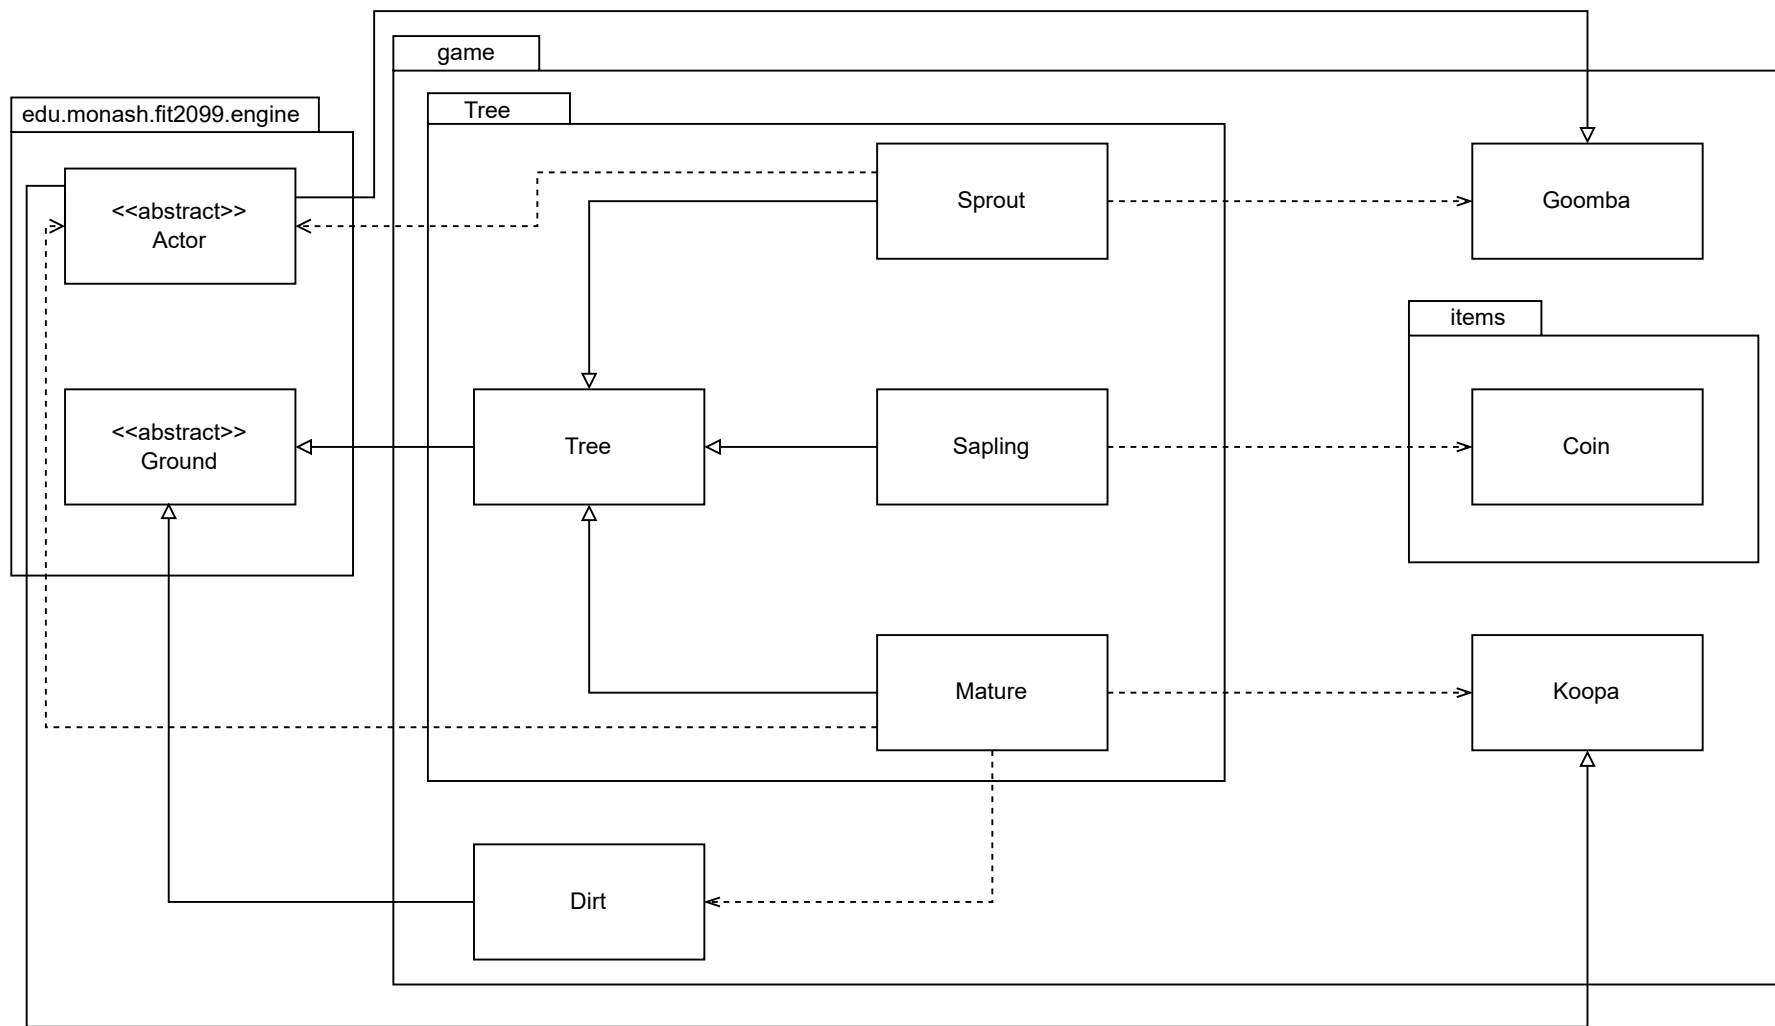 game
edu.monash.fit2099.engine
Tree
<<abstract>>
Actor
Sprout
Goomba
items
<<abstract>>
Ground
Tree
Sapling
Coin
Mature
Koopa
Dirt